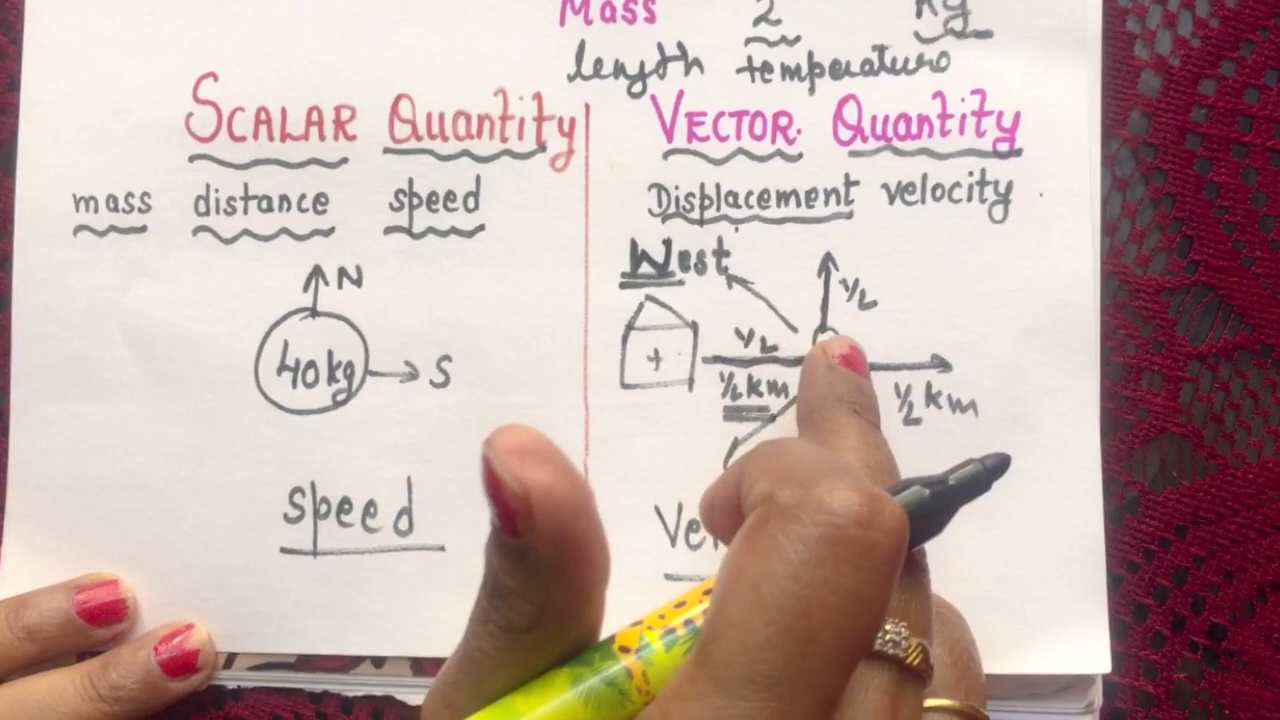 Mass 2 Kg
length temperature
SCALAR Quantity
mass distance speed
N
40kg
S
speed
VECTOR. Quantity
Displacement velocity
West
1/2
1/2
+
1/2 km
1/2 km